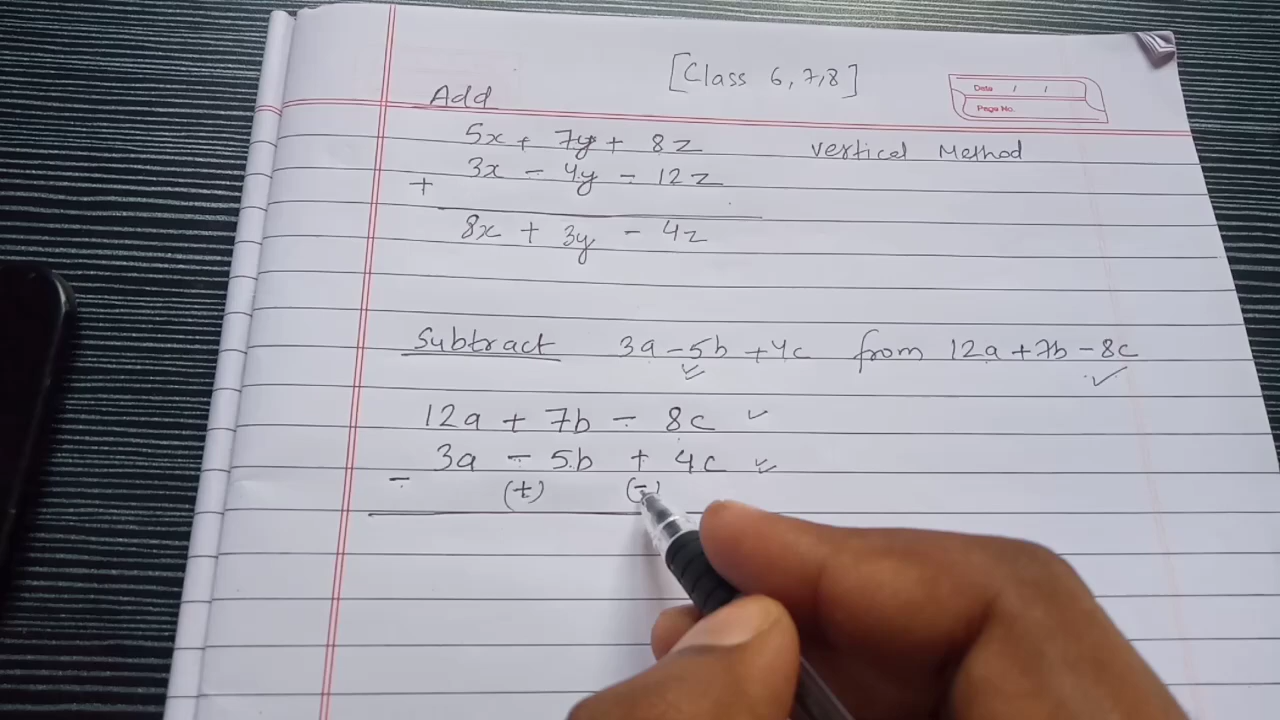 [Class 6,7,8]
Add
Date / /
Page No.
5x + 7y + 8z
vertical Method
3x - 4y - 12z
+
8x + 3y - 4z
Subtract 3a - 5b + 4c from 12a + 7b - 8c
12a + 7b - 8c
3a - 5b + 4c
-
(+) (-)